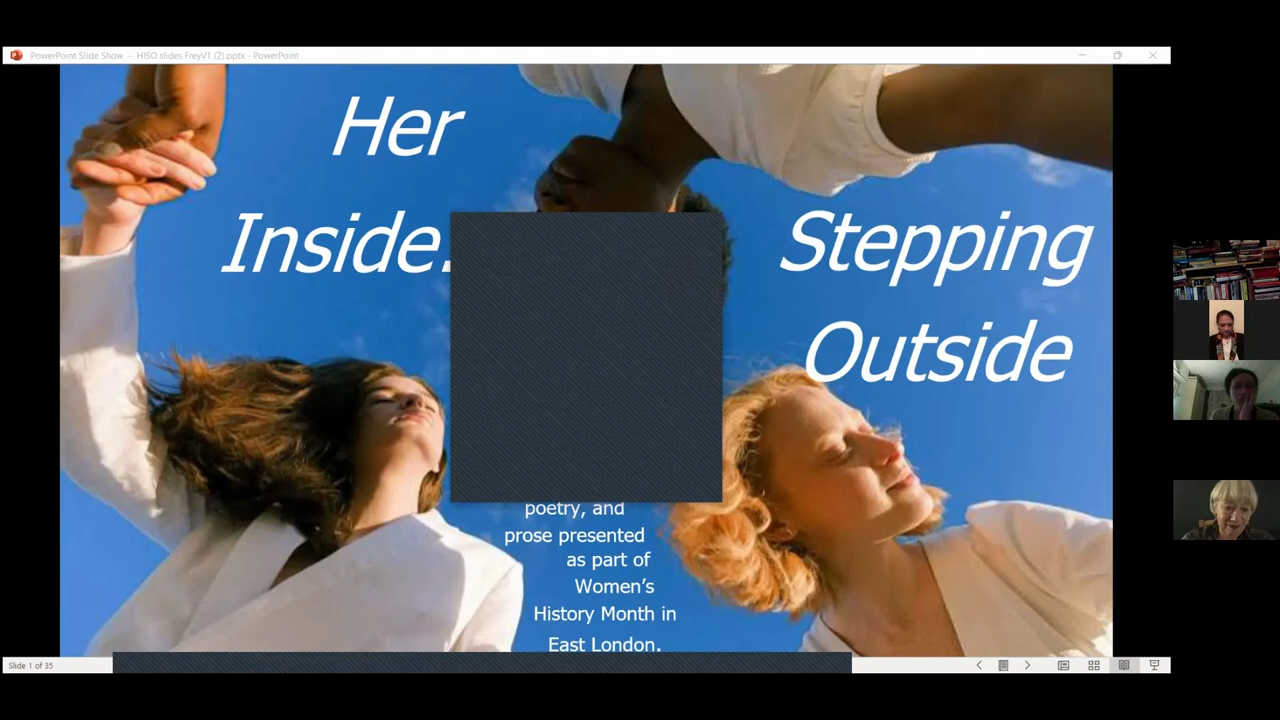 PowerPoint Slide Show - HISO slides FreyV1 (2).pptx - PowerPoint
Her
Inside.
Stepping
Outside
poetry, and
prose presented
as part of
Women's
History Month in
East London.
Slide 1 of 35